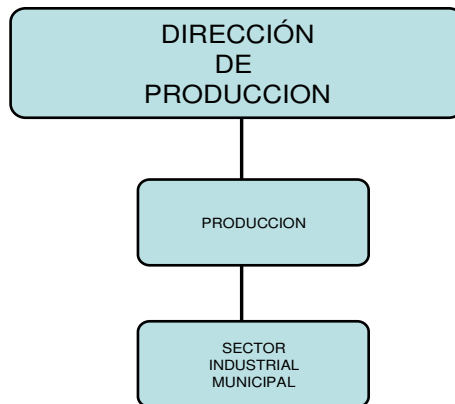 DIRECCIÓN
DE
PRODUCCION
PRODUCCION
SECTOR
INDUSTRIAL
MUNICIPAL